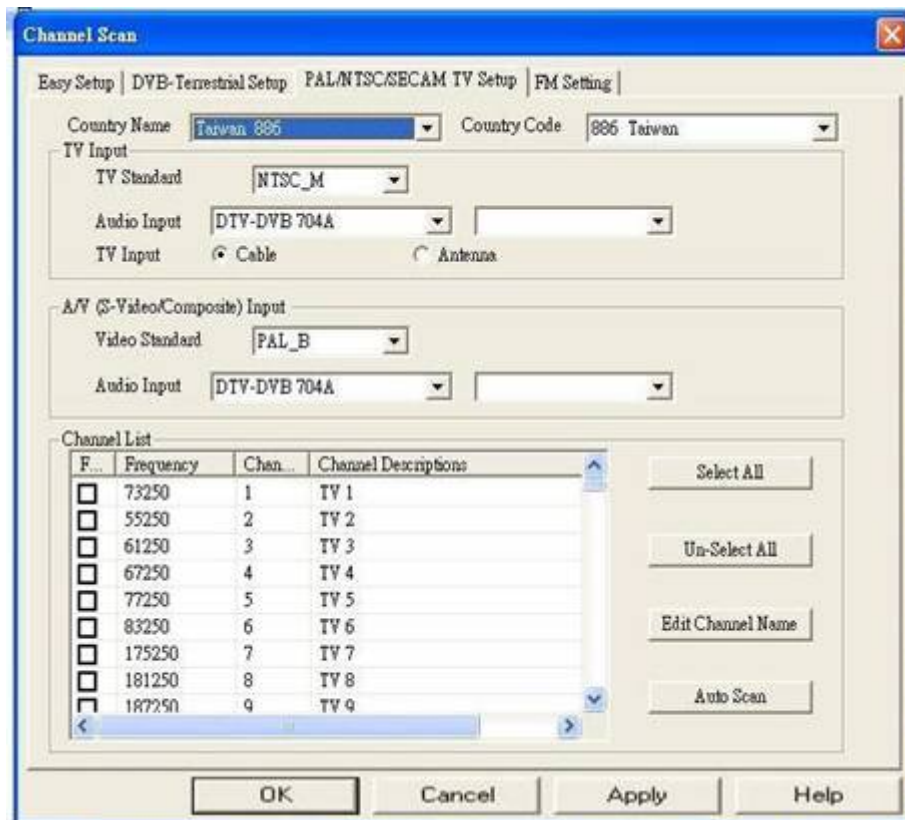 Channel Scan
Easy Setup DVB-Terrestrial Setup PAL/NTSC/SECAM TV Setup FM Setting
Country Name Taiwan 886 Country Code 886 Taiwan
TV Input
TV Standard NTSC_M
Audio Input DTV-DVB 704A
TV Input Cable Antenna
A/V (S-Video/Composite) Input
Video Standard PAL_B
Audio Input DTV-DVB 704A
Channel List
F... Frequency Chan... Channel Descriptions
73250 1 TV 1
55250 2 TV 2
61250 3 TV 3
67250 4 TV 4
77250 5 TV 5
83250 6 TV 6
175250 7 TV 7
181250 8 TV 8
187250 9 TV 9
Select All
Un-Select All
Edit Channel Name
Auto Scan
OK Cancel Apply Help